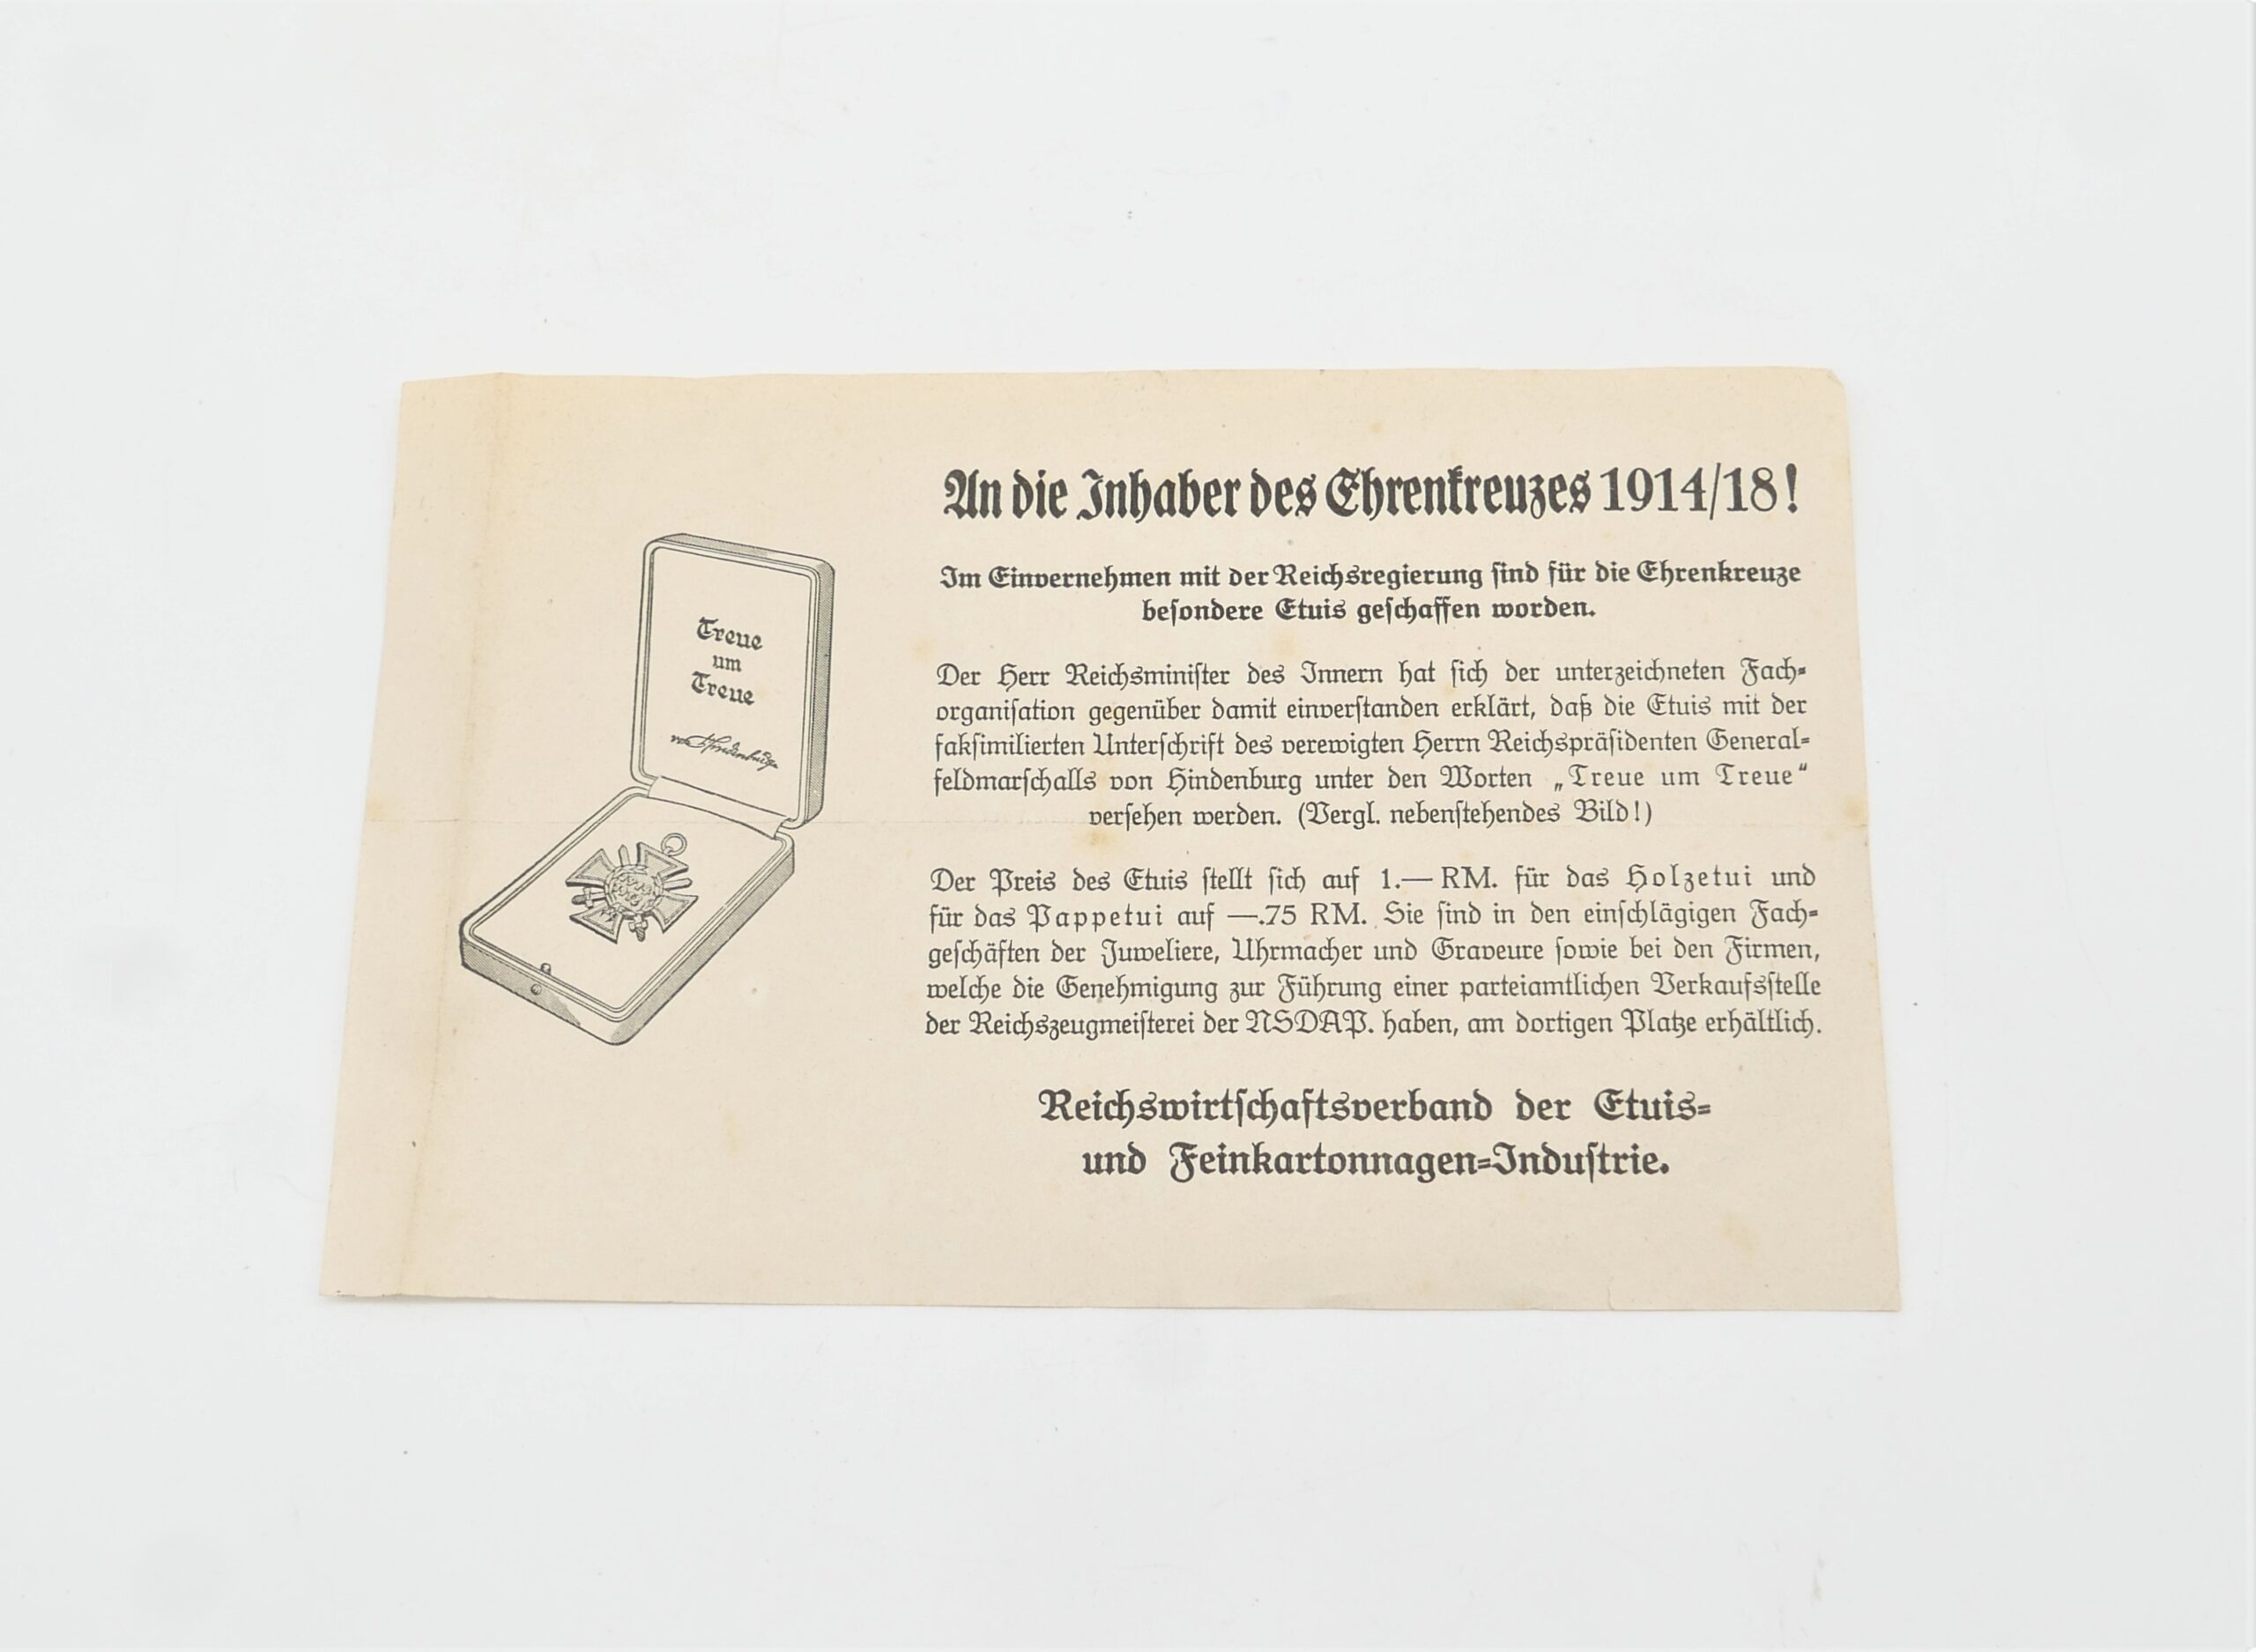 An die Inhaber des Ehrenkreuzes 1914/18!
Im Einvernehmen mit der Reichsregierung sind für die Ehrenkreuze
besondere Etuis geschaffen worden.
Der Herr Reichsminister des Innern hat sich der unterzeichneten Fach-
organisation gegenüber damit einverstanden erklärt, daß die Etuis mit der
faksimilierten Unterschrift des verewigten Herrn Reichspräsidenten General-
feldmarschalls von Hindenburg unter den Worten „Treue um Treue“
versehen werden. (Vergl. nebenstehendes Bild!)
Der Preis des Etuis stellt sich auf 1.— RM. für das Holzetui und
für das Pappetui auf —.75 RM. Sie sind in den einschlägigen Fach-
geschäften der Juweliere, Uhrmacher und Graveure sowie bei den Firmen,
welche die Genehmigung zur Führung einer parteiamtlichen Verkaufsstelle
der Reichszeugmeisterei der NSDAP. haben, am dortigen Platze erhältlich.
Reichswirtschaftsverband der Etuis-
und Feinkartonnagen-Industrie.
Treue
um
Treue
von Hindenburg